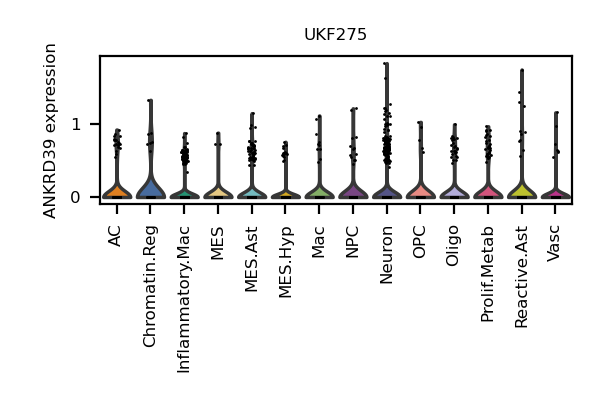 UKF275
ANKRD39 expression
1
0
AC
Chromatin.Reg
Inflammatory.Mac
MES
MES.Ast
MES.Hyp
Mac
NPC
Neuron
OPC
Oligo
Prolif.Metab
Reactive.Ast
Vasc